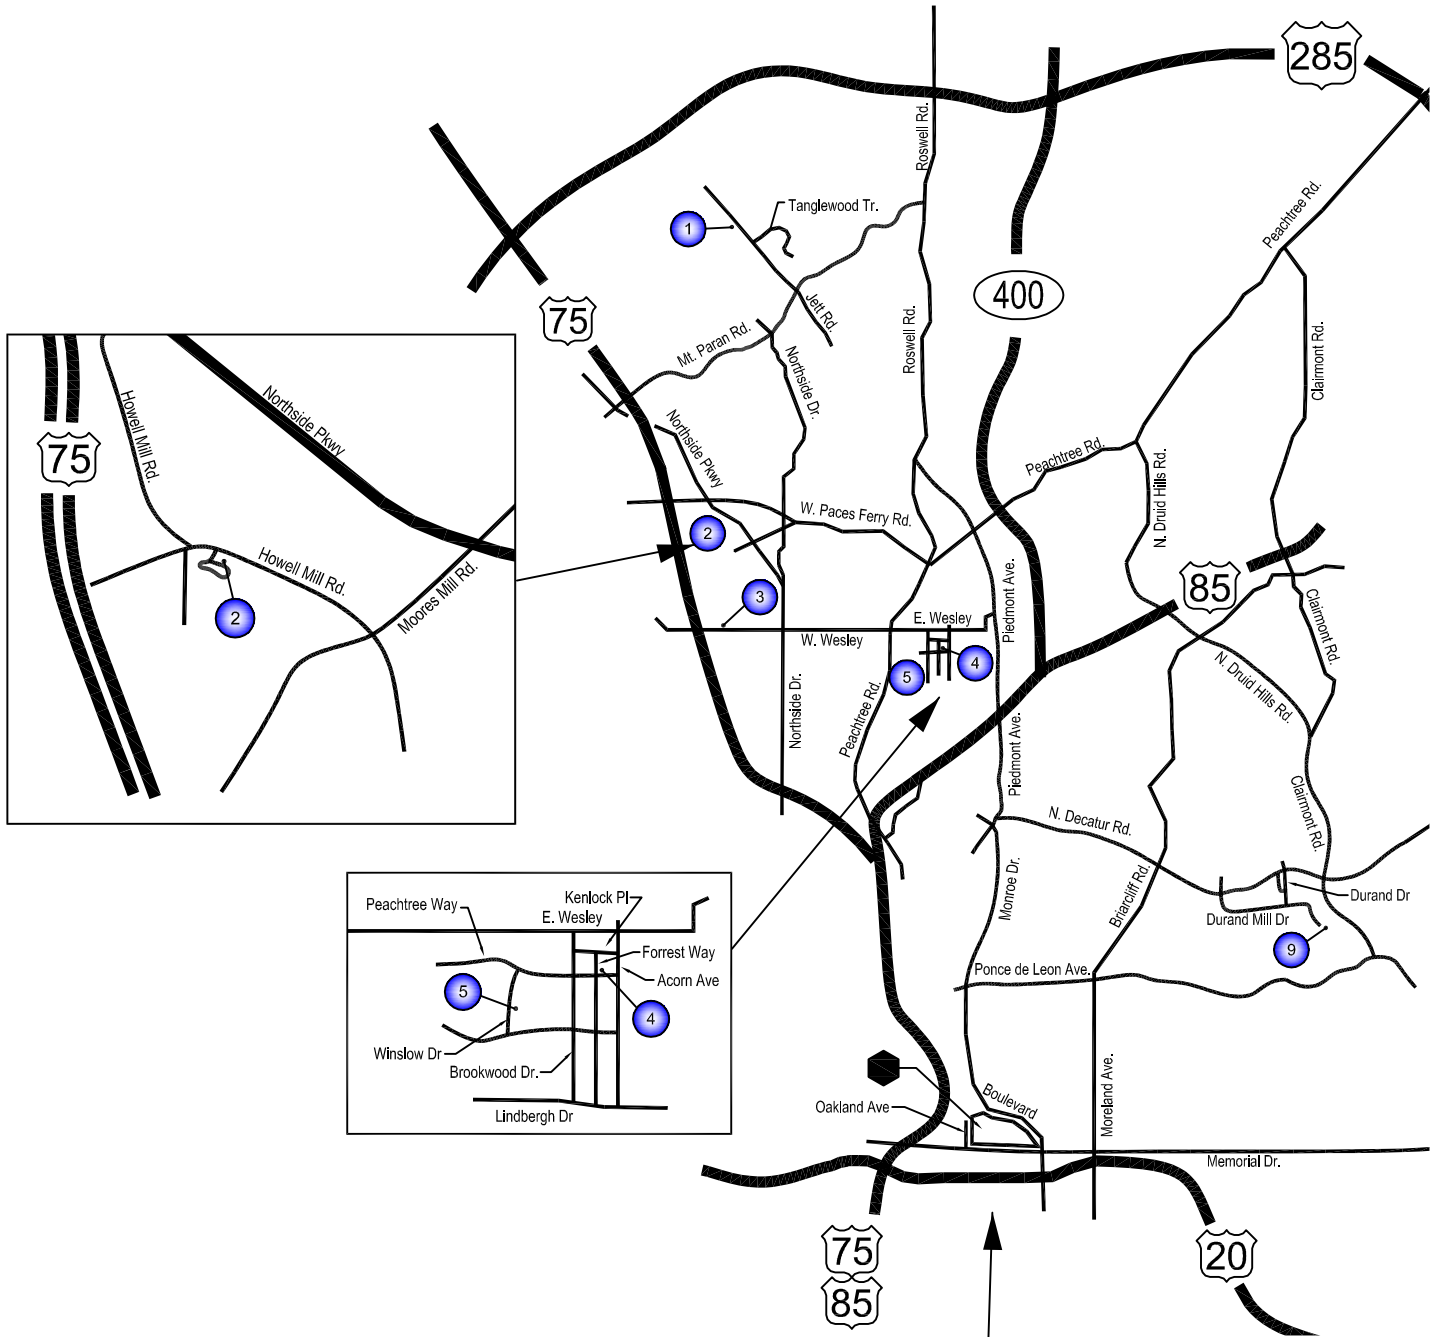 285
Roswell Rd.
Peachtree Rd.
Tanglewood Tr.
1
400
75
Jett Rd.
Mt. Paran Rd.
Roswell Rd.
Clairmont Rd.
Northside Dr.
Northside Pkwy
Peachtree Rd.
N. Druid Hills Rd.
W. Paces Ferry Rd.
2
85
3
Piedmont Ave.
E. Wesley
W. Wesley
Clairmont Rd.
4
5
N. Druid Hills Rd.
Northside Dr.
Peachtree Rd.
Piedmont Ave.
Clairmont Rd.
N. Decatur Rd.
Monroe Dr.
Briarcliff Rd.
Durand Dr
Durand Mill Dr
9
Ponce de Leon Ave.
Boulevard
Oakland Ave
Moreland Ave.
Memorial Dr.
75
85
20
Howell Mill Rd.
Northside Pkwy
75
Howell Mill Rd.
Moores Mill Rd.
2
Kenlock Pl
Peachtree Way
E. Wesley
Forrest Way
Acorn Ave
5
4
Winslow Dr
Brookwood Dr.
Lindbergh Dr